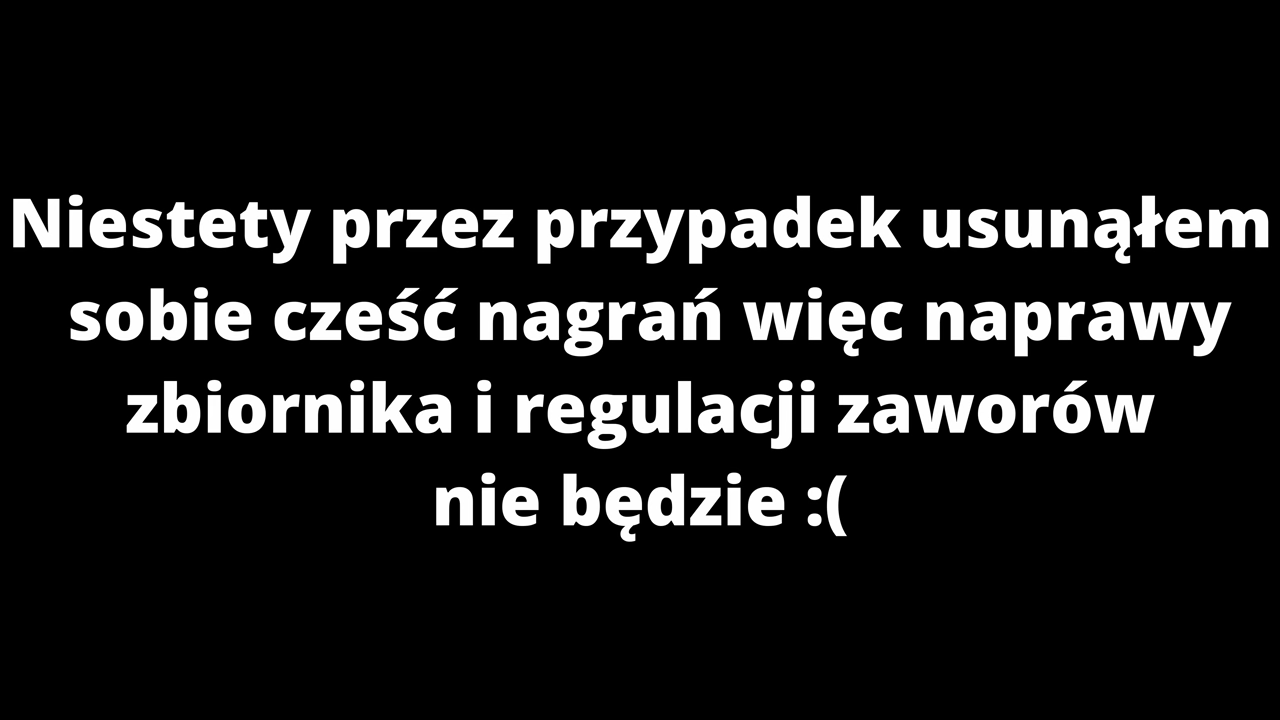 Niestety przez przypadek usunąłem
sobie cześć nagrań więc naprawy
zbiornika i regulacji zaworów
nie będzie :(